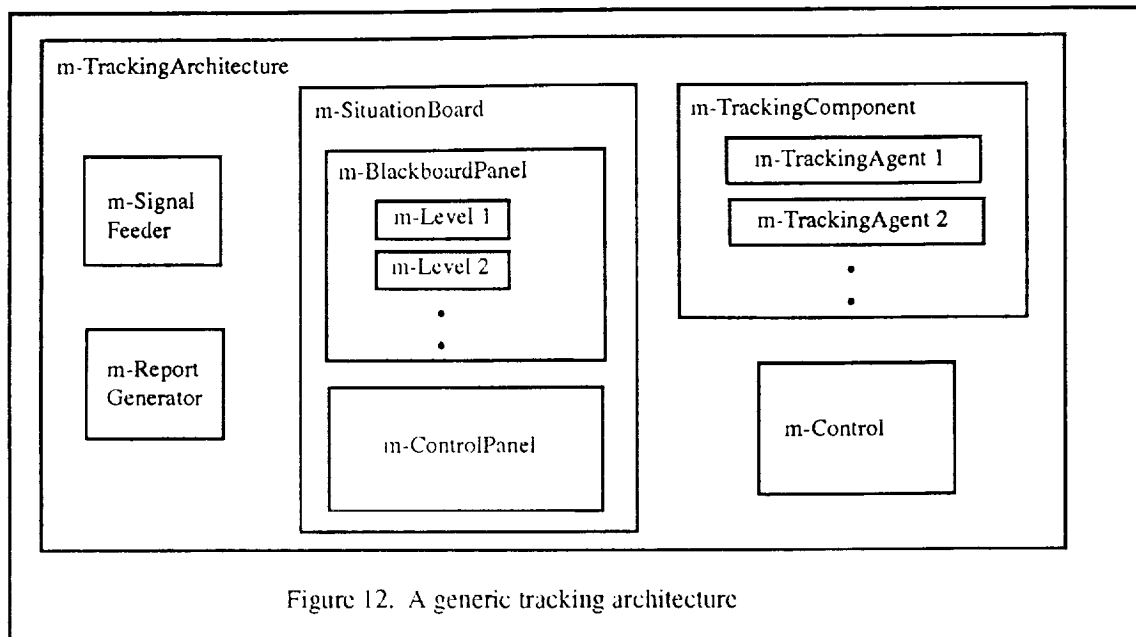 m-TrackingArchitecture
m-Signal
Feeder
m-Report
Generator
m-SituationBoard
m-BlackboardPanel
m-Level 1
m-Level 2
m-ControlPanel
m-TrackingComponent
m-TrackingAgent 1
m-TrackingAgent 2
m-Control
Figure 12. A generic tracking architecture